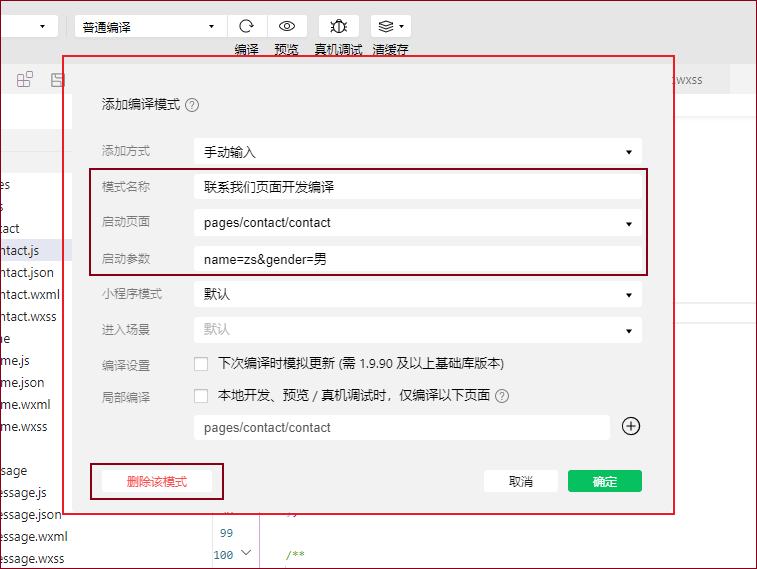 普通编译
编译 预览 真机调试 清缓存
wxss
添加编译模式 ?
添加方式 手动输入
模式名称 联系我们页面开发编译
启动页面 pages/contact/contact
启动参数 name=zs&gender=男
小程序模式 默认
进入场景 默认
编译设置 下次编译时模拟更新 (需 1.9.90 及以上基础库版本)
局部编译 本地开发、预览 / 真机调试时，仅编译以下页面 ?
pages/contact/contact
删除该模式 取消 确定
es
s
tact
ntact.js
ntact.json
ntact.wxml
ntact.wxss
ne
me.js
me.json
me.wxml
me.wxss
ssage
essage.js
essage.json
essage.wxml
essage.wxss
99
100 /**